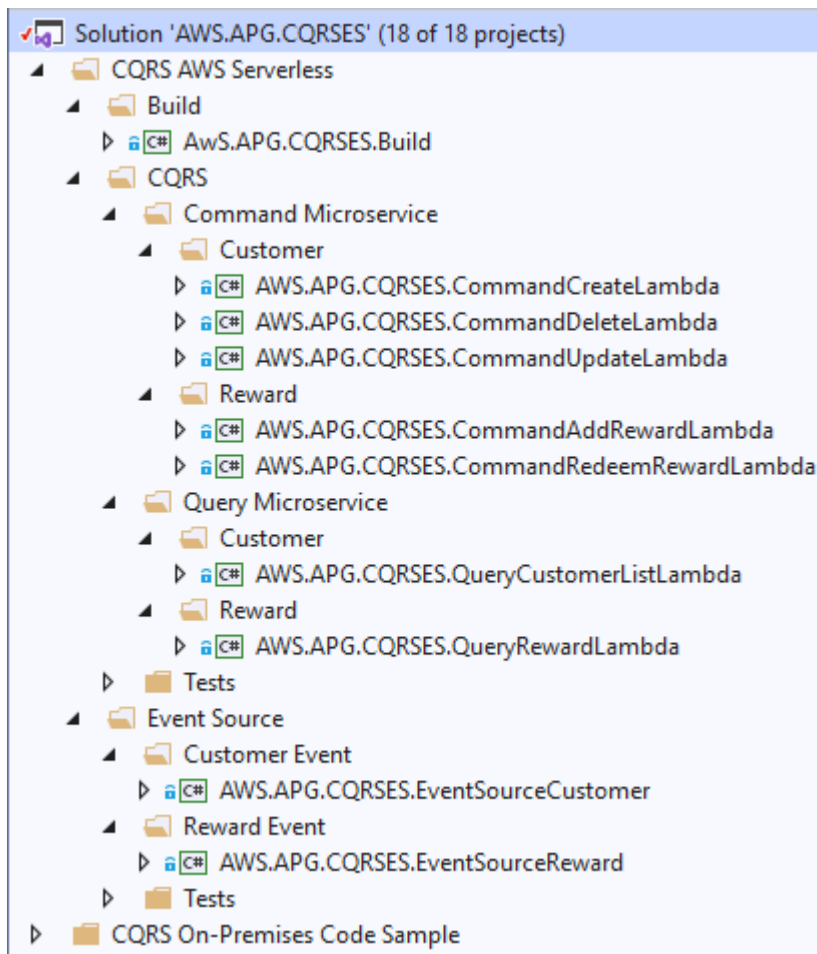 Solution 'AWS.APG.CQRSES' (18 of 18 projects)
CQRS AWS Serverless
Build
C# AwS.APG.CQRSES.Build
CQRS
Command Microservice
Customer
C# AWS.APG.CQRSES.CommandCreateLambda
C# AWS.APG.CQRSES.CommandDeleteLambda
C# AWS.APG.CQRSES.CommandUpdateLambda
Reward
C# AWS.APG.CQRSES.CommandAddRewardLambda
C# AWS.APG.CQRSES.CommandRedeemRewardLambda
Query Microservice
Customer
C# AWS.APG.CQRSES.QueryCustomerListLambda
Reward
C# AWS.APG.CQRSES.QueryRewardLambda
Tests
Event Source
Customer Event
C# AWS.APG.CQRSES.EventSourceCustomer
Reward Event
C# AWS.APG.CQRSES.EventSourceReward
Tests
CQRS On-Premises Code Sample